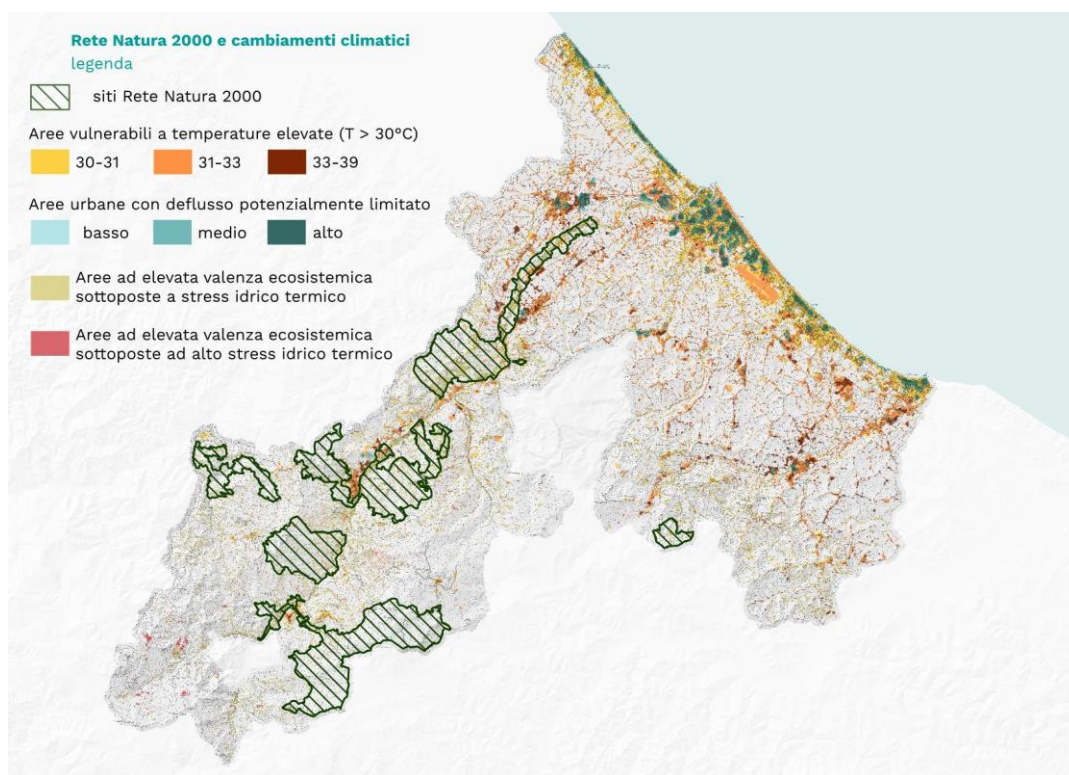 Rete Natura 2000 e cambiamenti climatici
legenda
siti Rete Natura 2000
Aree vulnerabili a temperature elevate (T > 30°C)
30-31 31-33 33-39
Aree urbane con deflusso potenzialmente limitato
basso medio alto
Aree ad elevata valenza ecosistemica
sottoposte a stress idrico termico
Aree ad elevata valenza ecosistemica
sottoposte ad alto stress idrico termico